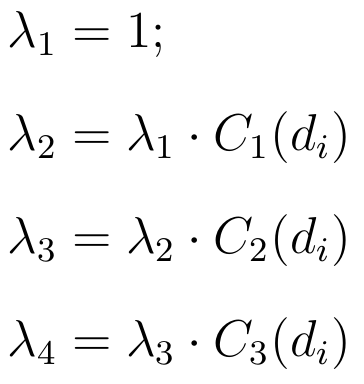 λ₁ = 1;
λ₂ = λ₁ · C₁(dᵢ)
λ₃ = λ₂ · C₂(dᵢ)
λ₄ = λ₃ · C₃(dᵢ)